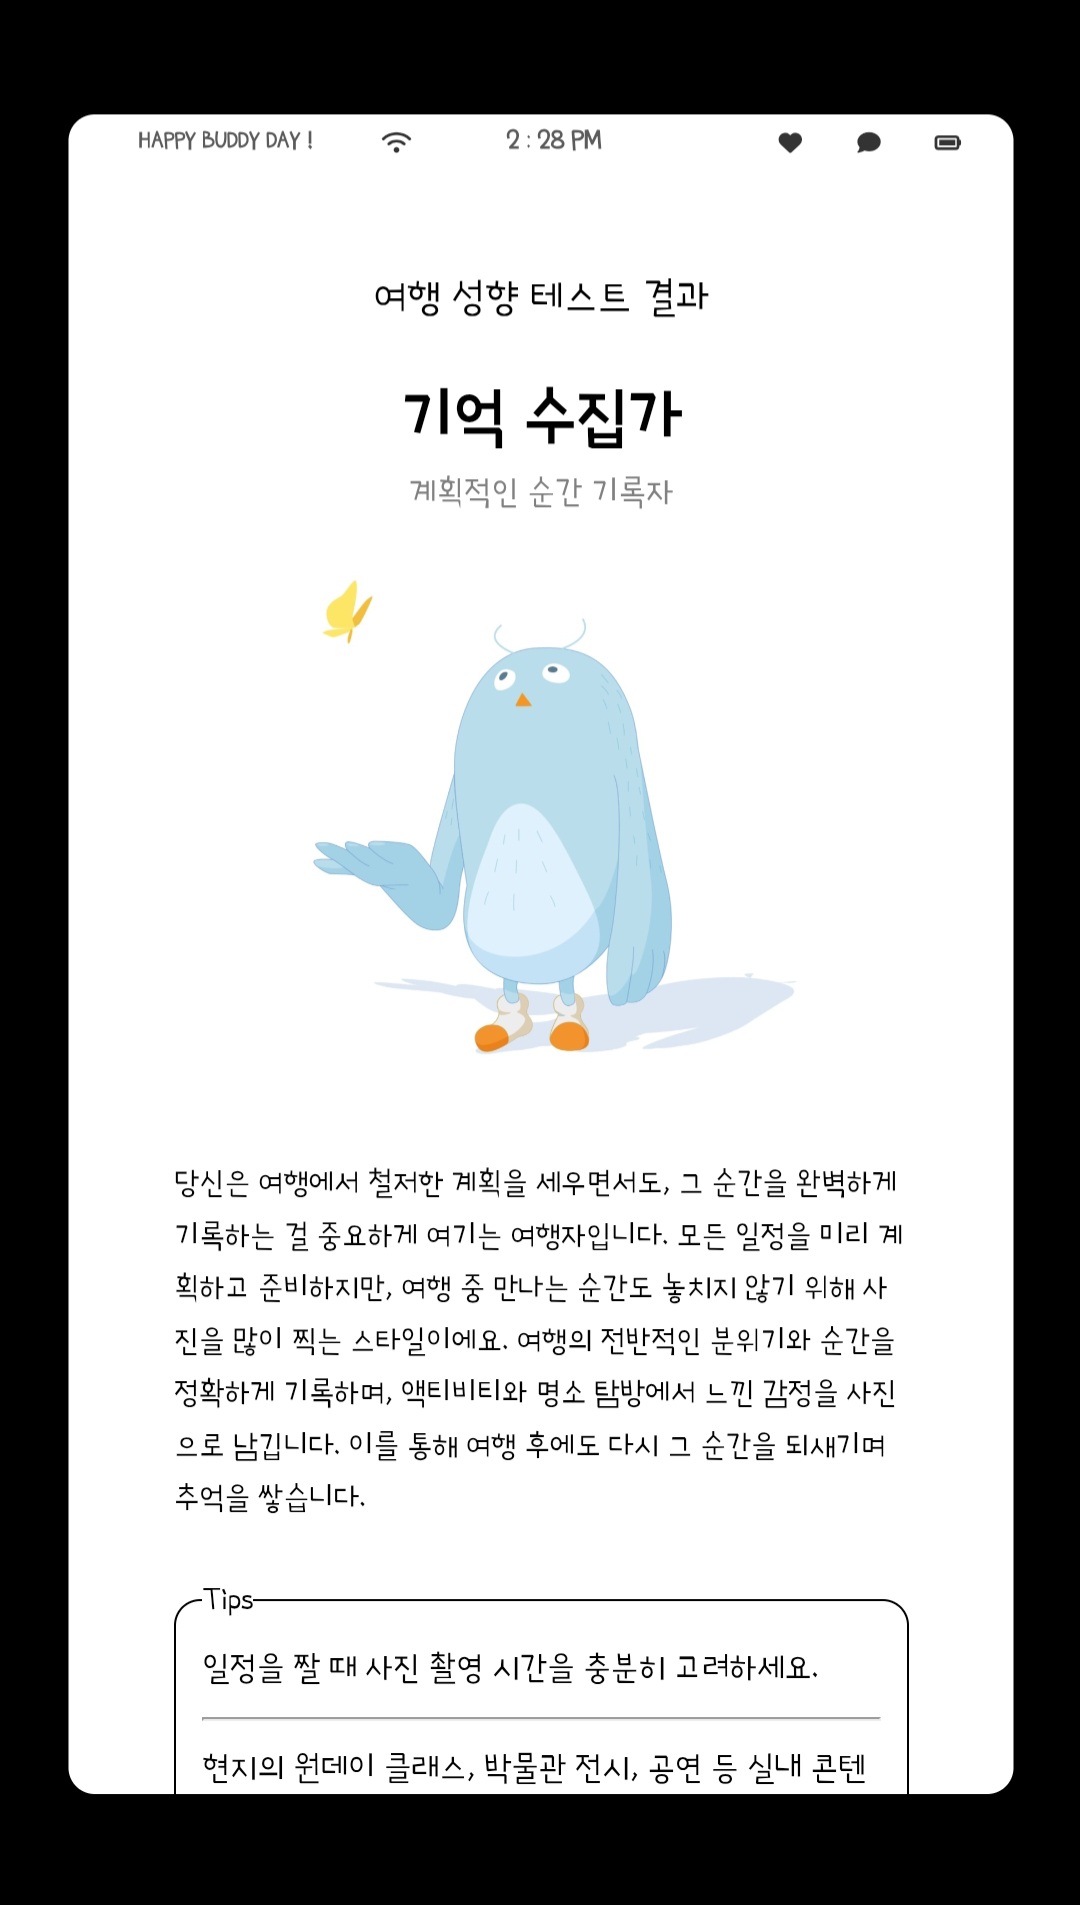 HAPPY BUDDY DAY !
2 : 28 PM
여행 성향 테스트 결과
기억 수집가
계획적인 순간 기록자
당신은 여행에서 철저한 계획을 세우면서도, 그 순간을 완벽하게
기록하는 걸 중요하게 여기는 여행자입니다. 모든 일정을 미리 계
획하고 준비하지만, 여행 중 만나는 순간도 놓치지 않기 위해 사
진을 많이 찍는 스타일이에요. 여행의 전반적인 분위기와 순간을
정확하게 기록하며, 액티비티와 명소 탐방에서 느낀 감정을 사진
으로 남깁니다. 이를 통해 여행 후에도 다시 그 순간을 되새기며
추억을 쌓습니다.
Tips
일정을 짤 때 사진 촬영 시간을 충분히 고려하세요.
현지의 원데이 클래스, 박물관 전시, 공연 등 실내 콘텐